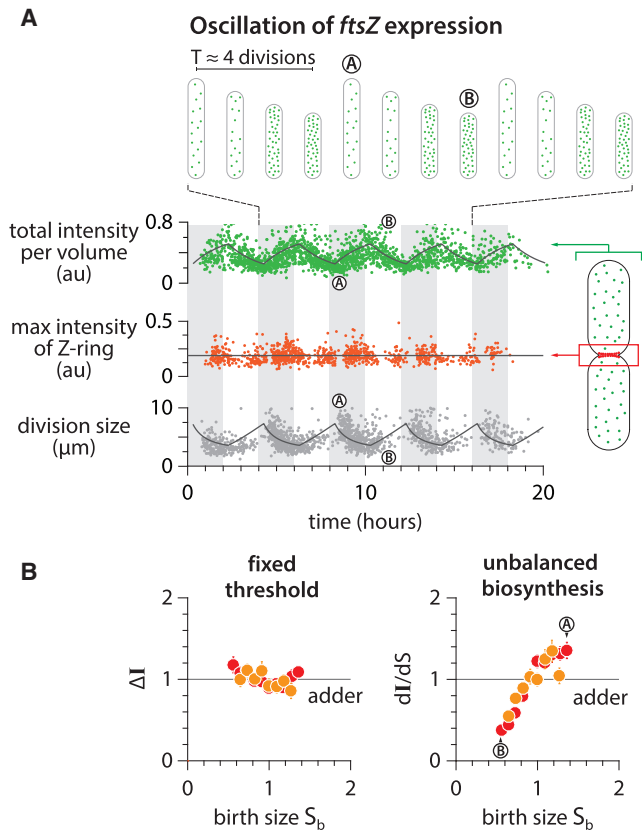 A
Oscillation of ftsZ expression
T ≈ 4 divisions
A
B
total intensity
per volume
(au)
0.8
0
B
A
max intensity
of Z-ring
(au)
0.5
0
division size
(μm)
10
0
A
B
0
10
20
time (hours)
B
fixed
threshold
2
1
0
ΔI
adder
0
1
2
birth size Sb
unbalanced
biosynthesis
2
1
0
dI/dS
A
adder
B
0
1
2
birth size Sb